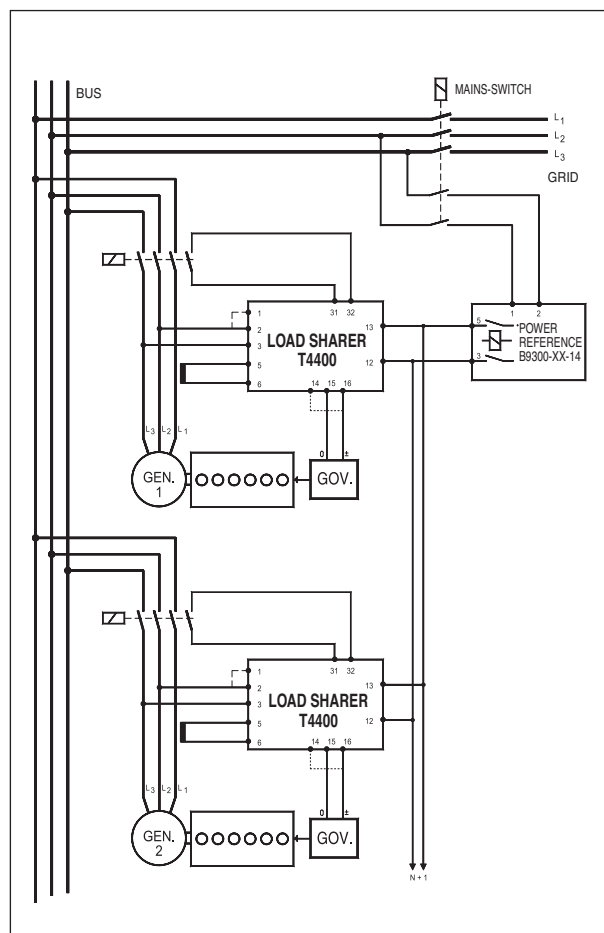 BUS
MAINS-SWITCH
L1
L2
L3
GRID
1
2
3
5
6
31 32
13
12
14 15 16
LOAD SHARER
T4400
1 2
5
3
POWER
REFERENCE
B9300-XX-14
L3 L2 L1
0 ±
GEN.
1
GOV.
1
2
3
5
6
31 32
13
12
14 15 16
LOAD SHARER
T4400
L3 L2 L1
0 ±
GEN.
2
GOV.
N + 1